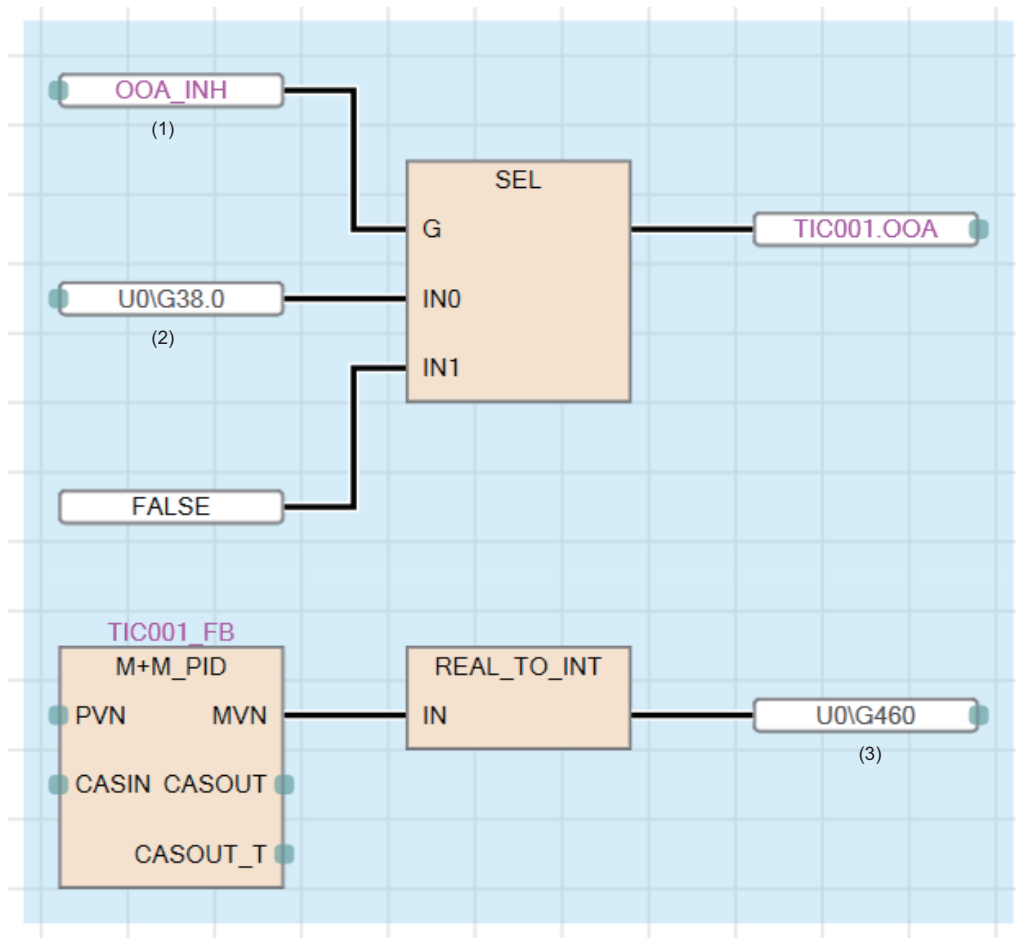 OOA_INH
(1)
SEL
G
TIC001.OOA
U0\G38.0
IN0
(2)
IN1
FALSE
TIC001_FB
M+M_PID
REAL_TO_INT
PVN MVN
IN
U0\G460
(3)
CASIN CASOUT
CASOUT_T